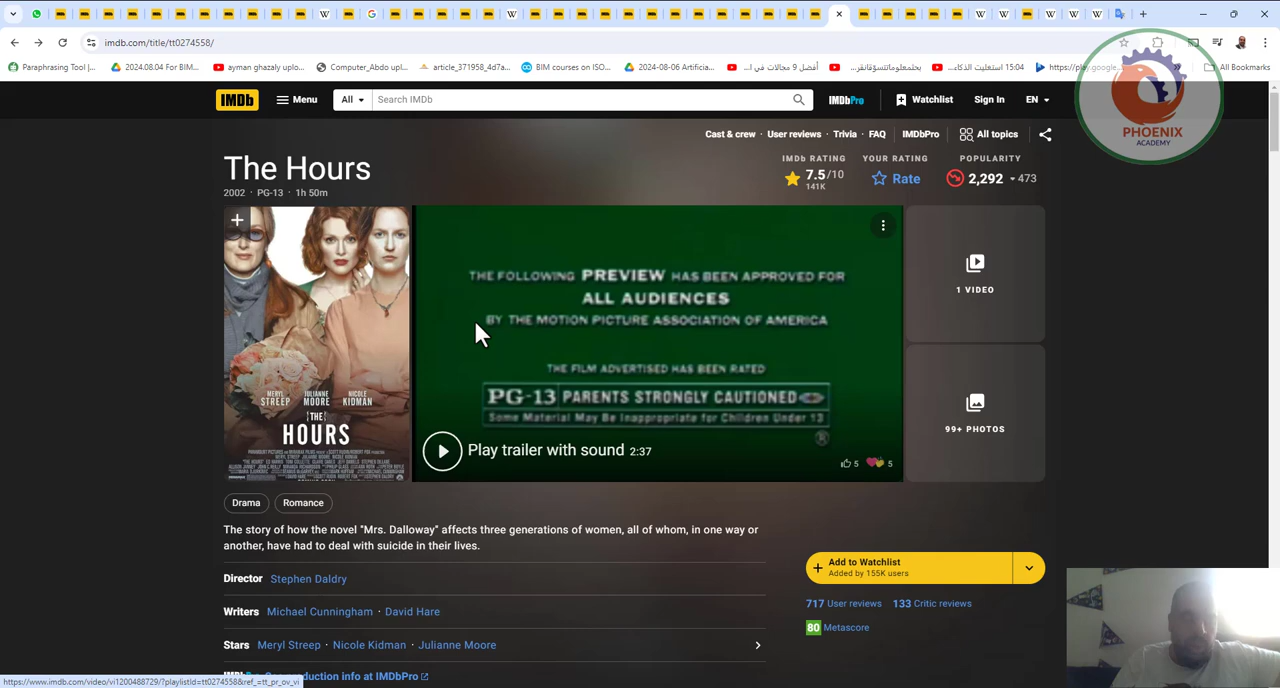 imdb.com/title/tt0274558/
Paraphrasing Tool |...
2024.08.04 For BIM...
ayman ghazaly uplo...
Computer_Abdo upl...
article_371958_4d7a...
BIM courses on ISO...
2024-08-06 Artificia...
أفضل 9 مجالات في ا...
15:04 استغليت الذكاء...
https://play.google...
All Bookmarks
IMDb
Menu
All
Search IMDb
IMDbPro
Watchlist
Sign In
EN
PHOENIX
ACADEMY
Cast & crew · User reviews · Trivia · FAQ
IMDbPro
All topics
The Hours
2002 · PG-13 · 1h 50m
IMDb RATING
7.5/10
141K
YOUR RATING
Rate
POPULARITY
2,292
473
THE FOLLOWING PREVIEW HAS BEEN APPROVED FOR
ALL AUDIENCES
BY THE MOTION PICTURE ASSOCIATION OF AMERICA
THE FILM ADVERTISED HAS BEEN RATED
PG-13 PARENTS STRONGLY CAUTIONED
Some Material May Be Inappropriate for Children Under 13
Play trailer with sound 2:37
5
5
MERYL STREEP
JULIANNE MOORE
NICOLE KIDMAN
THE
HOURS
1 VIDEO
99+ PHOTOS
Drama
Romance
The story of how the novel "Mrs. Dalloway" affects three generations of women, all of whom, in one way or
another, have had to deal with suicide in their lives.
Director Stephen Daldry
Writers Michael Cunningham · David Hare
Stars Meryl Streep · Nicole Kidman · Julianne Moore
Add to Watchlist
Added by 155K users
717 User reviews
133 Critic reviews
80 Metascore
oduction info at IMDbPro
https://www.imdb.com/video/vi1200488729/?playlistId=tt0274558&ref_=tt_pr_ov_vi